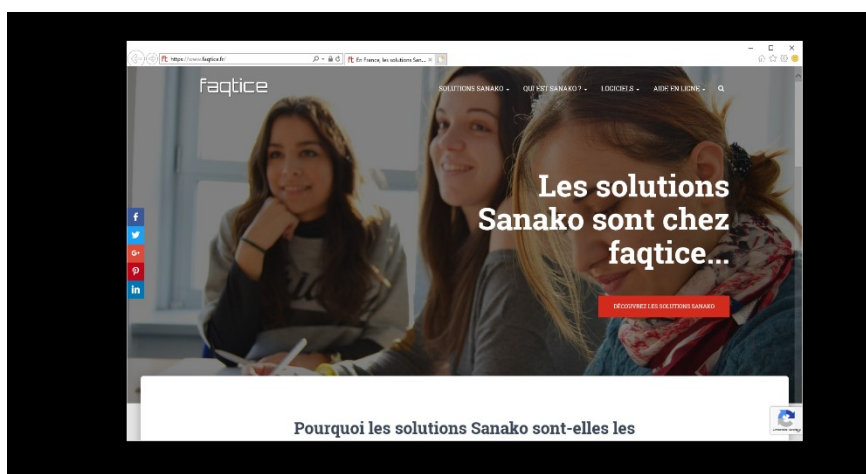 https://www.faqtice.fr/
En France, les solutions San...
faqtice
SOLUTIONS SANAKO
QUI EST SANAKO ?
LOGICIELS
AIDE EN LIGNE
Les solutions
Sanako sont chez
faqtice...
DÉCOUVREZ LES SOLUTIONS SANAKO
Pourquoi les solutions Sanako sont-elles les